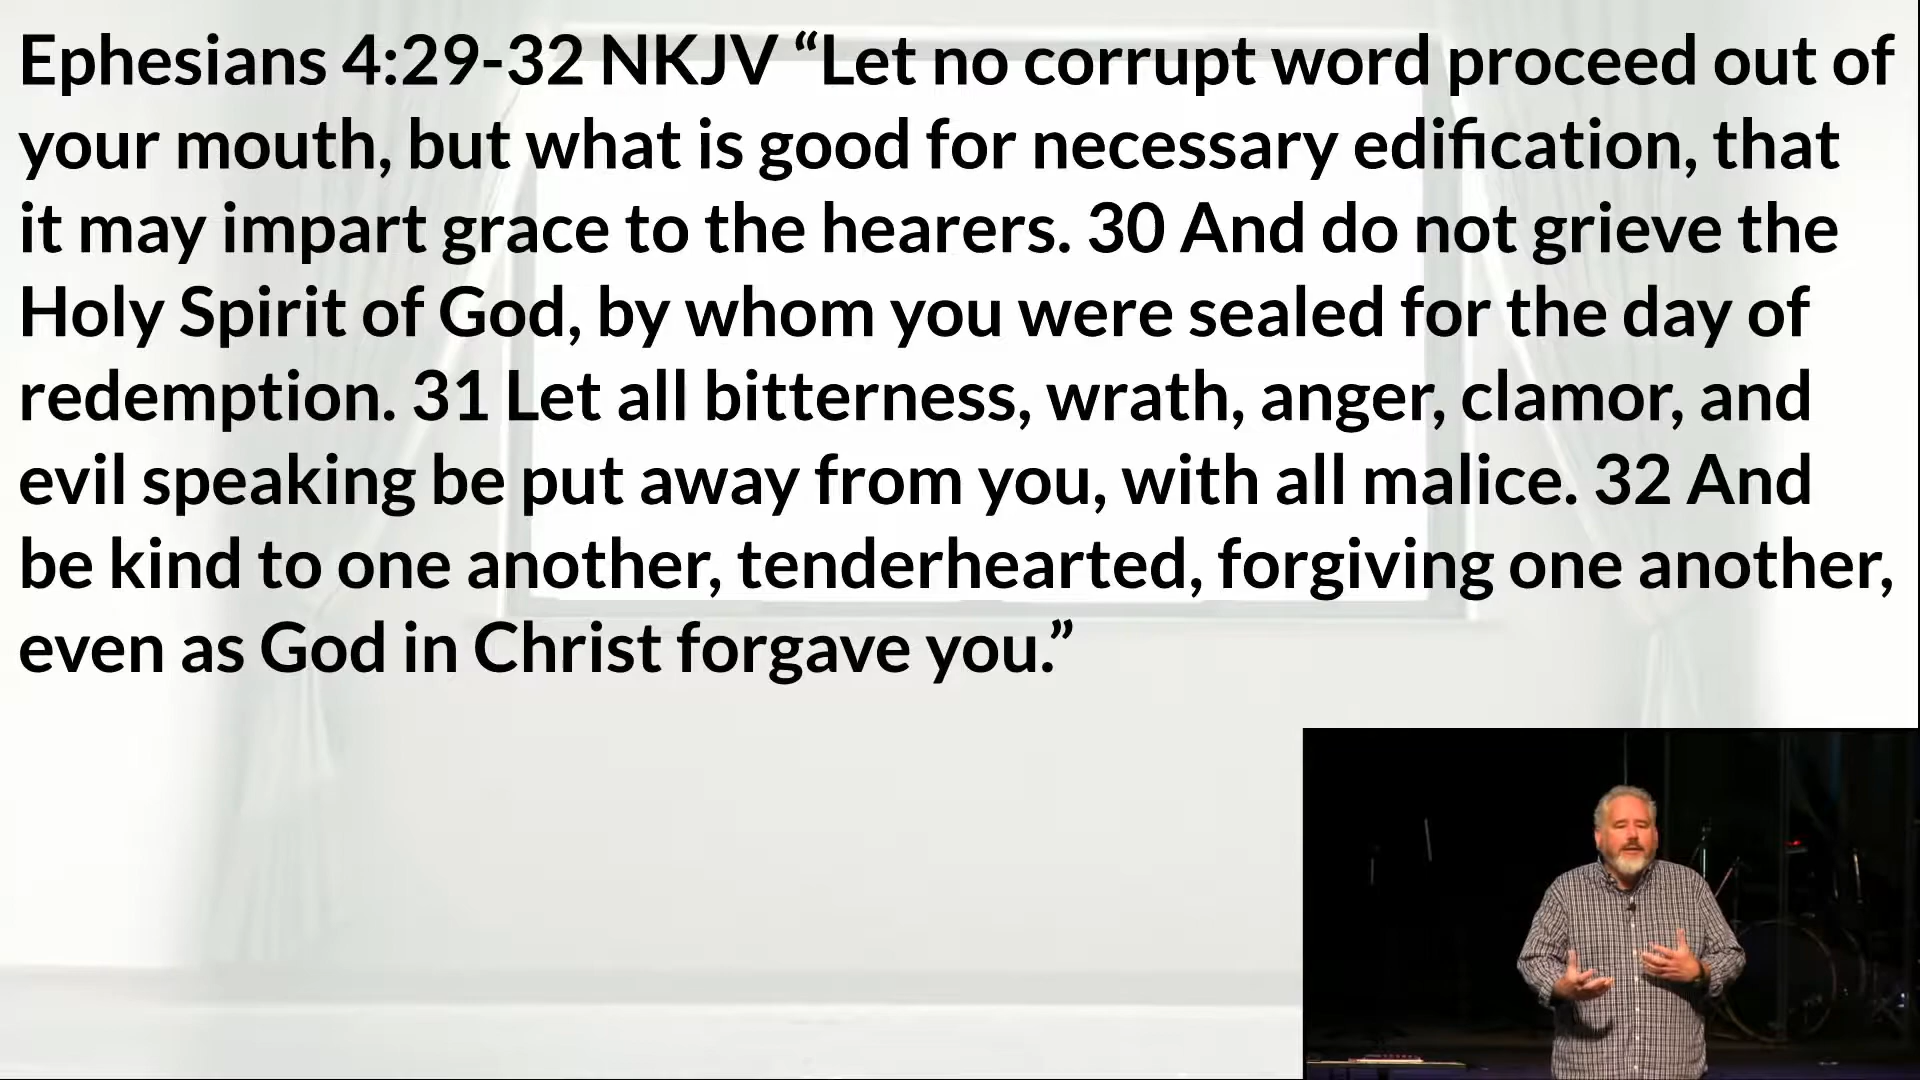 Ephesians 4:29-32 NKJV “Let no corrupt word proceed out of
your mouth, but what is good for necessary edification, that
it may impart grace to the hearers. 30 And do not grieve the
Holy Spirit of God, by whom you were sealed for the day of
redemption. 31 Let all bitterness, wrath, anger, clamor, and
evil speaking be put away from you, with all malice. 32 And
be kind to one another, tenderhearted, forgiving one another,
even as God in Christ forgave you.”